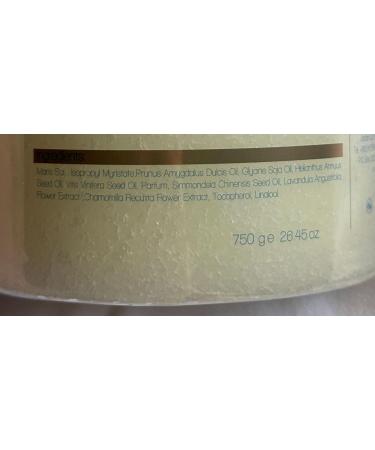 Ingredients:
Maris Sal, Isopropyl Myristate, Prunus Amygdalus Dulcis Oil, Glycine Soja Oil, Helianthus Annuus
Seed Oil, Vitis Vinifera Seed Oil, Parfum, Simmondsia Chinensis Seed Oil, Lavandula Angustifolia
Flower Extract, Chamomilla Recutita Flower Extract, Tocopherol, Linalool.
750 g e 26.45 oz